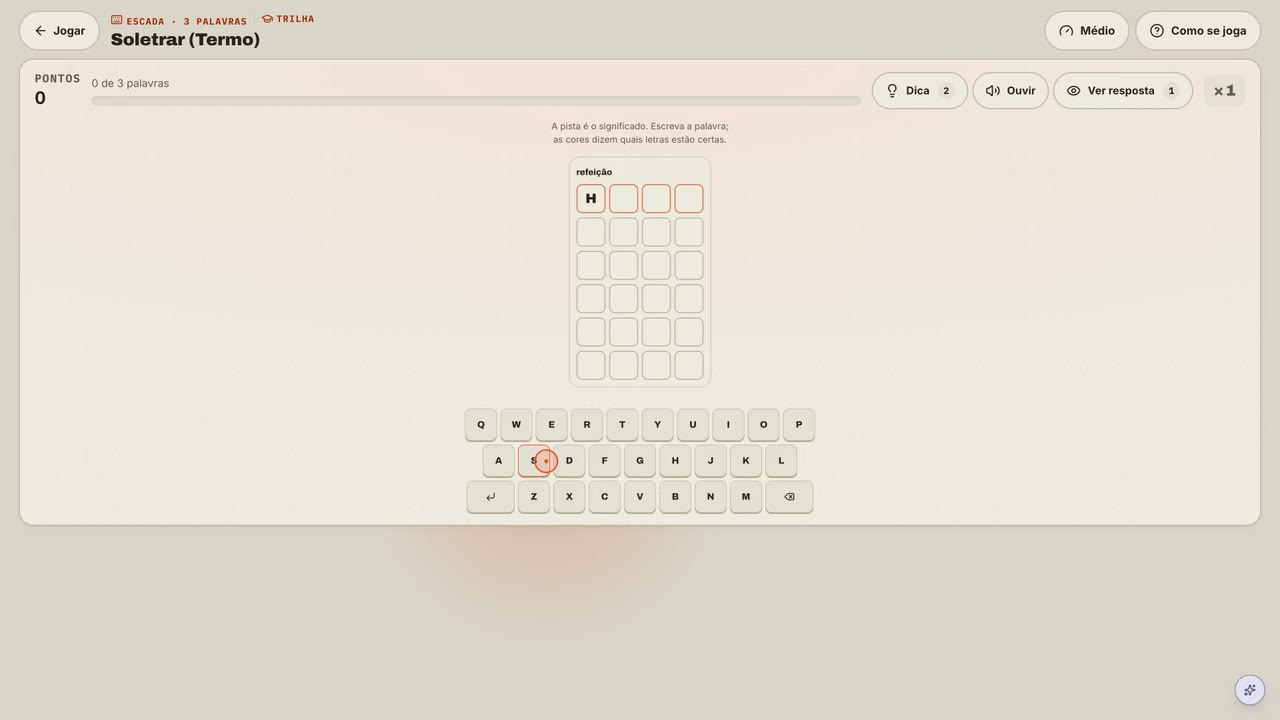 Jogar
ESCADA · 3 PALAVRAS
TRILHA
Soletrar (Termo)
Médio
Como se joga
PONTOS
0
0 de 3 palavras
Dica 2
Ouvir
Ver resposta 1
×1
A pista é o significado. Escreva a palavra;
as cores dizem quais letras estão certas.
refeição
H
Q W E R T Y U I O P
A S D F G H J K L
Z X C V B N M